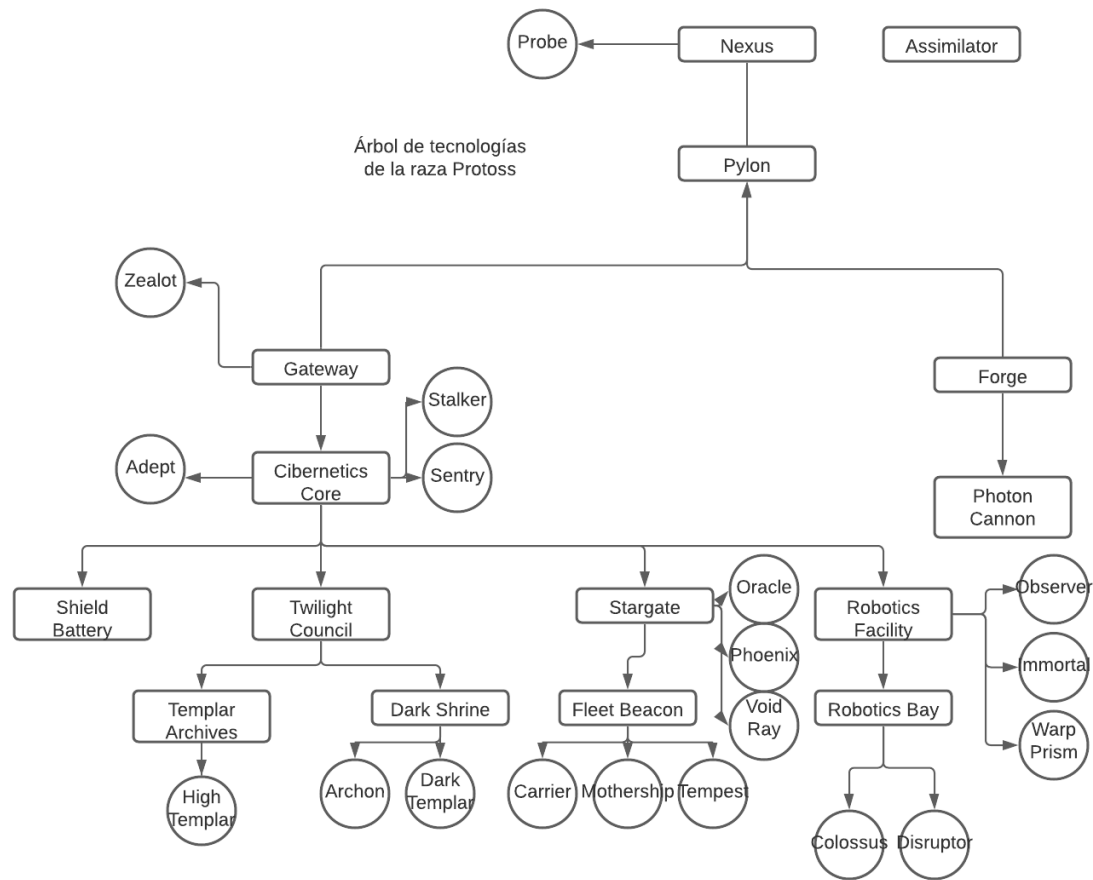 Probe
Nexus
Assimilator
Árbol de tecnologías
de la raza Protoss
Pylon
Zealot
Gateway
Forge
Stalker
Adept
Cibernetics
Core
Sentry
Photon
Cannon
Shield
Battery
Twilight
Council
Stargate
Oracle
Phoenix
Void
Ray
Robotics
Facility
Observer
Immortal
Warp
Prism
Templar
Archives
Dark Shrine
Fleet Beacon
Robotics Bay
High
Templar
Archon
Dark
Templar
Carrier
Mothership
Tempest
Colossus
Disruptor